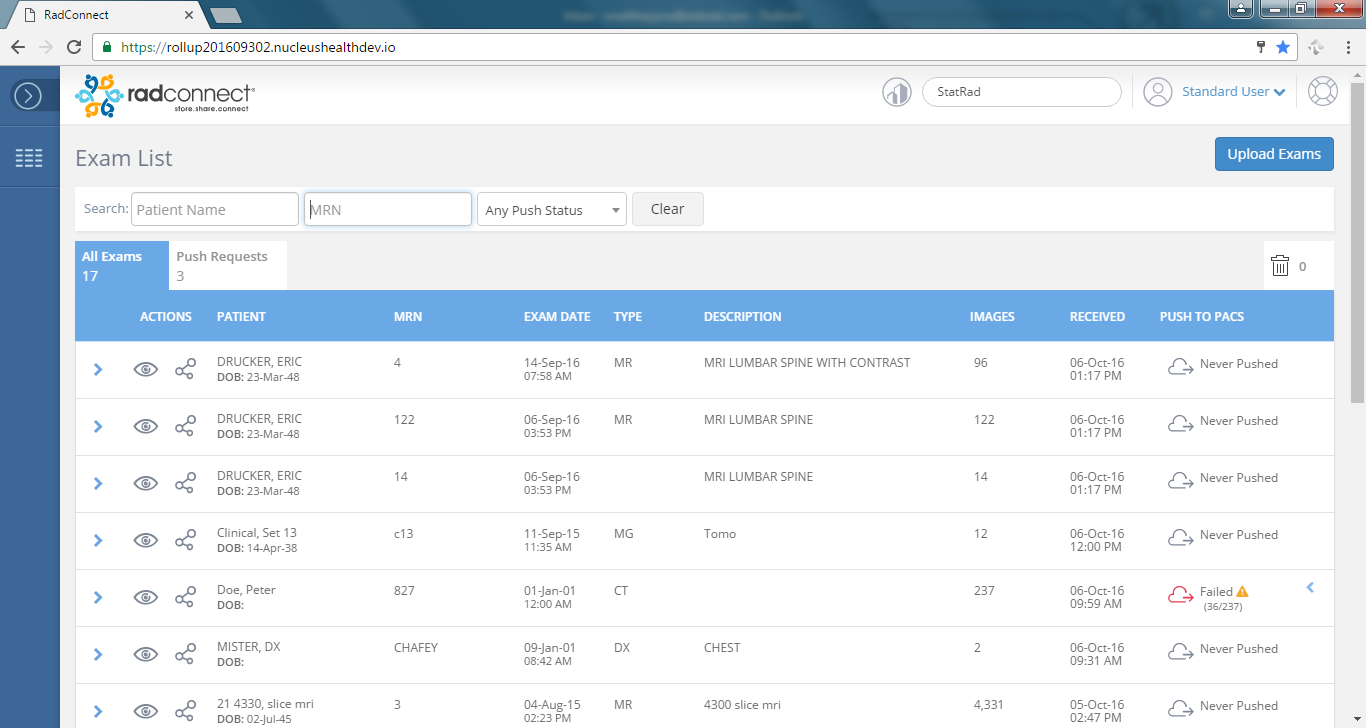 RadConnect
https://rollup201609302.nucleushealthdev.io
radconnect
store.share.connect
StatRad
Standard User
Exam List
Upload Exams
Search: Patient Name MRN Any Push Status Clear
All Exams Push Requests
17 3 0
ACTIONS PATIENT MRN EXAM DATE TYPE DESCRIPTION IMAGES RECEIVED PUSH TO PACS
DRUCKER, ERIC 4 14-Sep-16 MR MRI LUMBAR SPINE WITH CONTRAST 96 06-Oct-16 Never Pushed
DOB: 23-Mar-48 07:58 AM 01:17 PM
DRUCKER, ERIC 122 06-Sep-16 MR MRI LUMBAR SPINE 122 06-Oct-16 Never Pushed
DOB: 23-Mar-48 03:53 PM 01:17 PM
DRUCKER, ERIC 14 06-Sep-16 MRI LUMBAR SPINE 14 06-Oct-16 Never Pushed
DOB: 23-Mar-48 03:53 PM 01:17 PM
Clinical, Set 13 c13 11-Sep-15 MG Tomo 12 06-Oct-16 Never Pushed
DOB: 14-Apr-38 11:35 AM 12:00 PM
Doe, Peter 827 01-Jan-01 CT 237 06-Oct-16 Failed
DOB: 12:00 AM 09:59 AM (36/237)
MISTER, DX CHAFEY 09-Jan-01 DX CHEST 2 06-Oct-16 Never Pushed
DOB: 08:42 AM 09:31 AM
21 4330, slice mri 3 04-Aug-15 MR 4300 slice mri 4,331 05-Oct-16 Never Pushed
DOB: 02-Jul-45 02:23 PM 02:47 PM